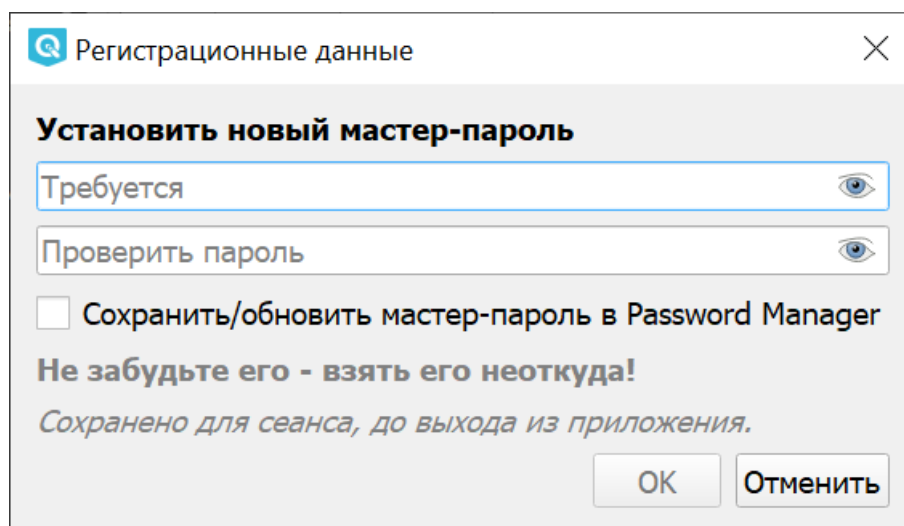 Регистрационные данные
Установить новый мастер-пароль
Требуется
Проверить пароль
Сохранить/обновить мастер-пароль в Password Manager
Не забудьте его - взять его неоткуда!
Сохранено для сеанса, до выхода из приложения.
OK Отменить